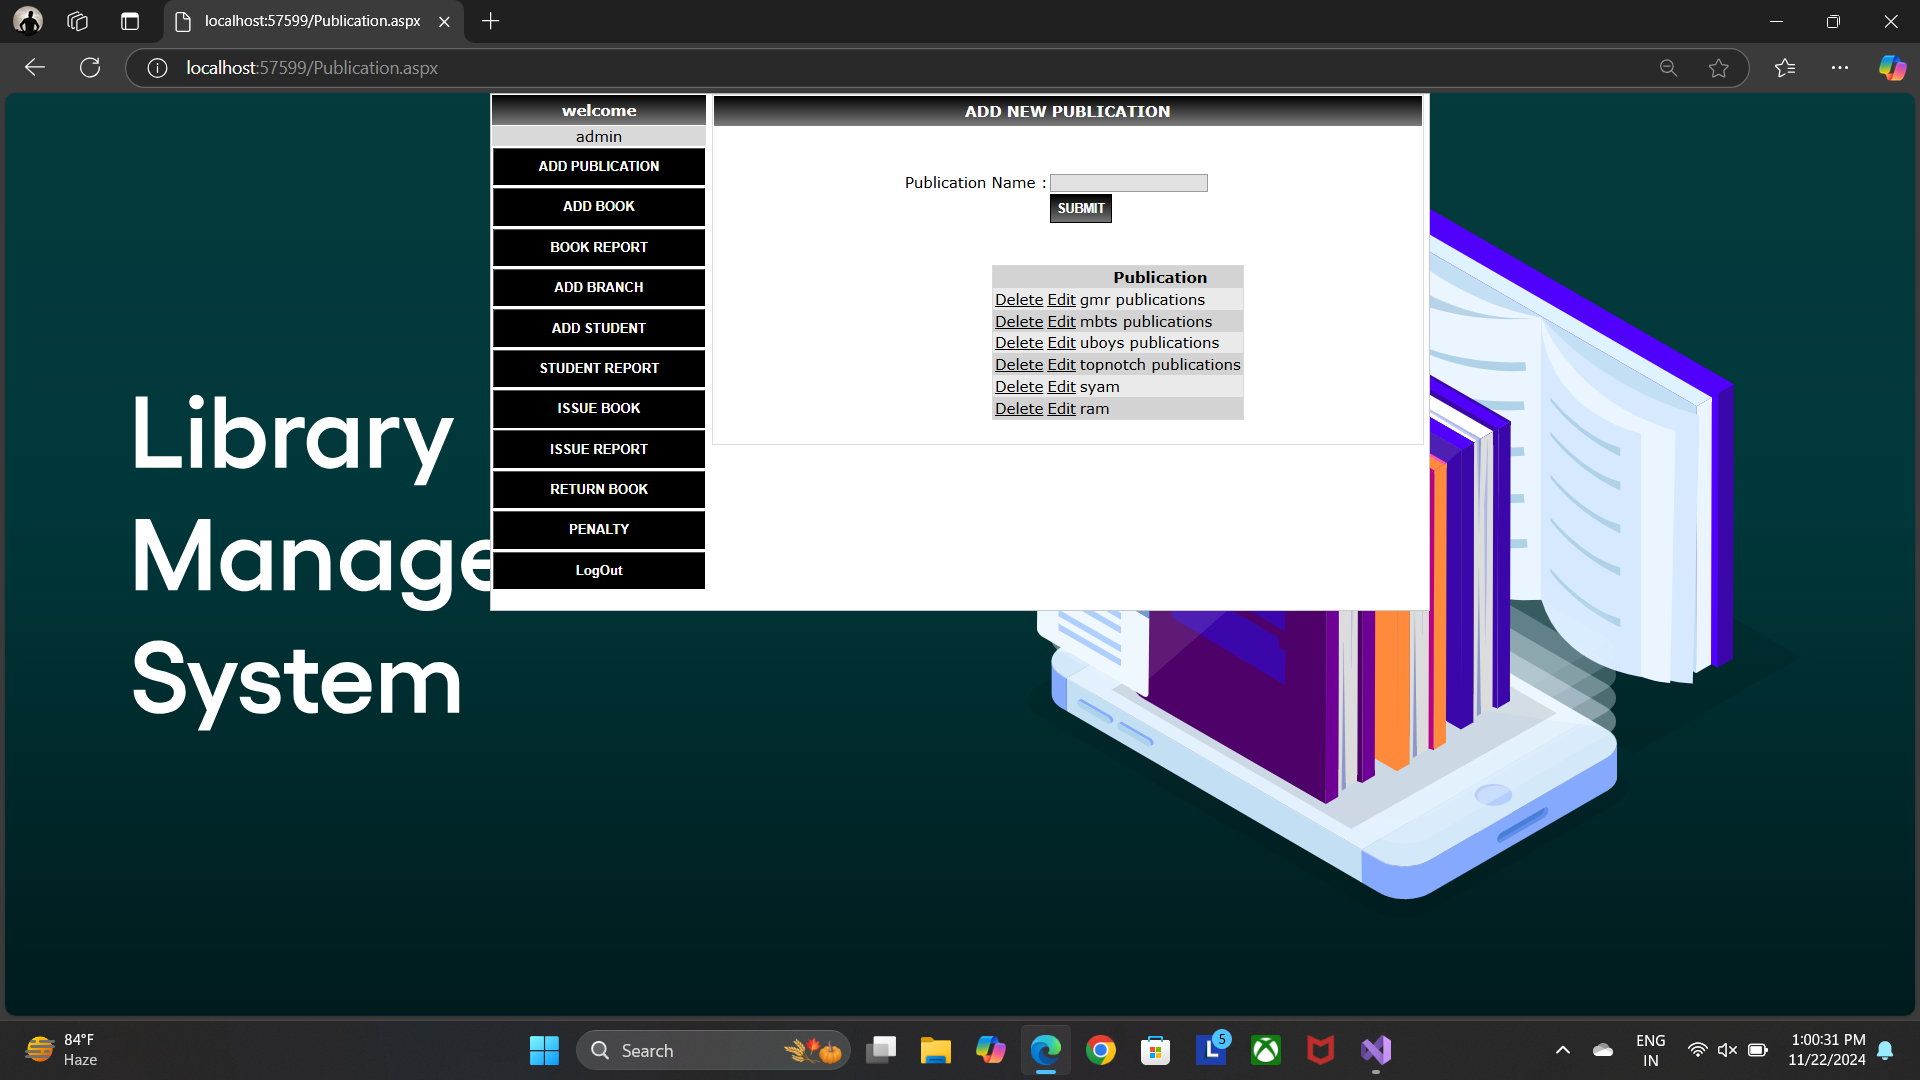 localhost:57599/Publication.aspx
localhost:57599/Publication.aspx
welcome
admin
ADD PUBLICATION
ADD BOOK
BOOK REPORT
ADD BRANCH
ADD STUDENT
STUDENT REPORT
ISSUE BOOK
ISSUE REPORT
RETURN BOOK
PENALTY
LogOut
ADD NEW PUBLICATION
Publication Name :
SUBMIT
Publication
Delete Edit gmr publications
Delete Edit mbts publications
Delete Edit uboys publications
Delete Edit topnotch publications
Delete Edit syam
Delete Edit ram
Library
Manage
System
84°F
Haze
Search
L
5
ENG
IN
1:00:31 PM
11/22/2024